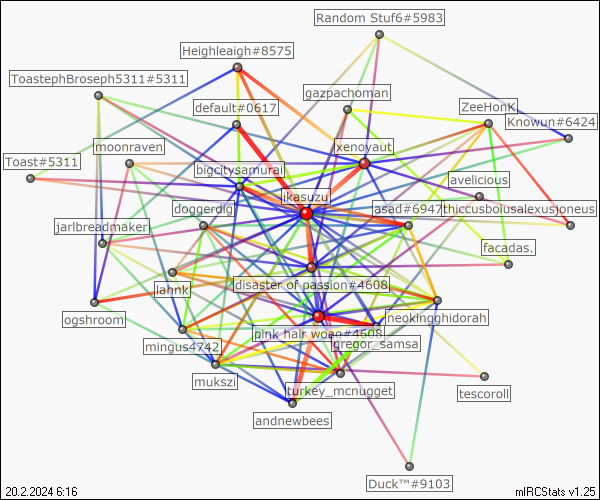 Random Stuf6#5983
Heighleaigh#8575
ToastephBroseph5311#5311
gazpachoman
default#0617
ZeeHonK
Knowun#6424
moonraven
xenoyaut
Toast#5311
bigcitysamurai
avelicious
ikasuzu
doggerdig
asad#6947
thiccusboiusalexusjoneus
jarlbreadmaker
facadas.
disaster of passion#4608
lahnk
neokingghidorah
ogshroom
pink hair woag#4608
gregor_samsa
mingus4742
mukszi
turkey_mcnugget
tescoroll
andnewbees
Duck™#9103
20.2.2024 6:16
mIRCStats v1.25